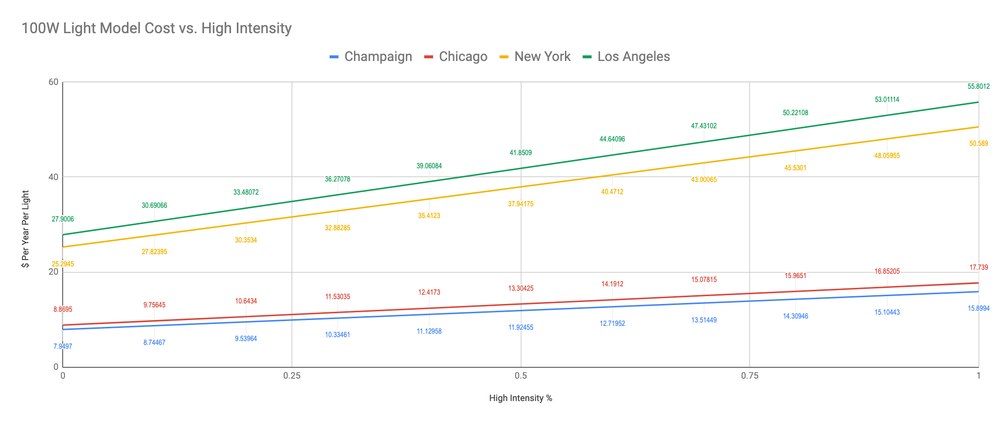 100W Light Model Cost vs. High Intensity
Champaign Chicago New York Los Angeles
$ Per Year Per Light
60
40
20
0
27.9006 30.69066 33.48072 36.27078 39.06084 41.8509 44.64096 47.43102 50.22108 53.01114 55.8012
25.2945 27.82395 30.3534 32.88285 35.4123 37.94175 40.4712 43.00065 45.5301 48.05955 50.589
8.8695 9.75645 10.6434 11.53035 12.4173 13.30425 14.1912 15.07815 15.9651 16.85205 17.739
7.9497 8.74467 9.53964 10.33461 11.12958 11.92455 12.71952 13.51449 14.30946 15.10443 15.8994
0 0.25 0.5 0.75 1
High Intensity %